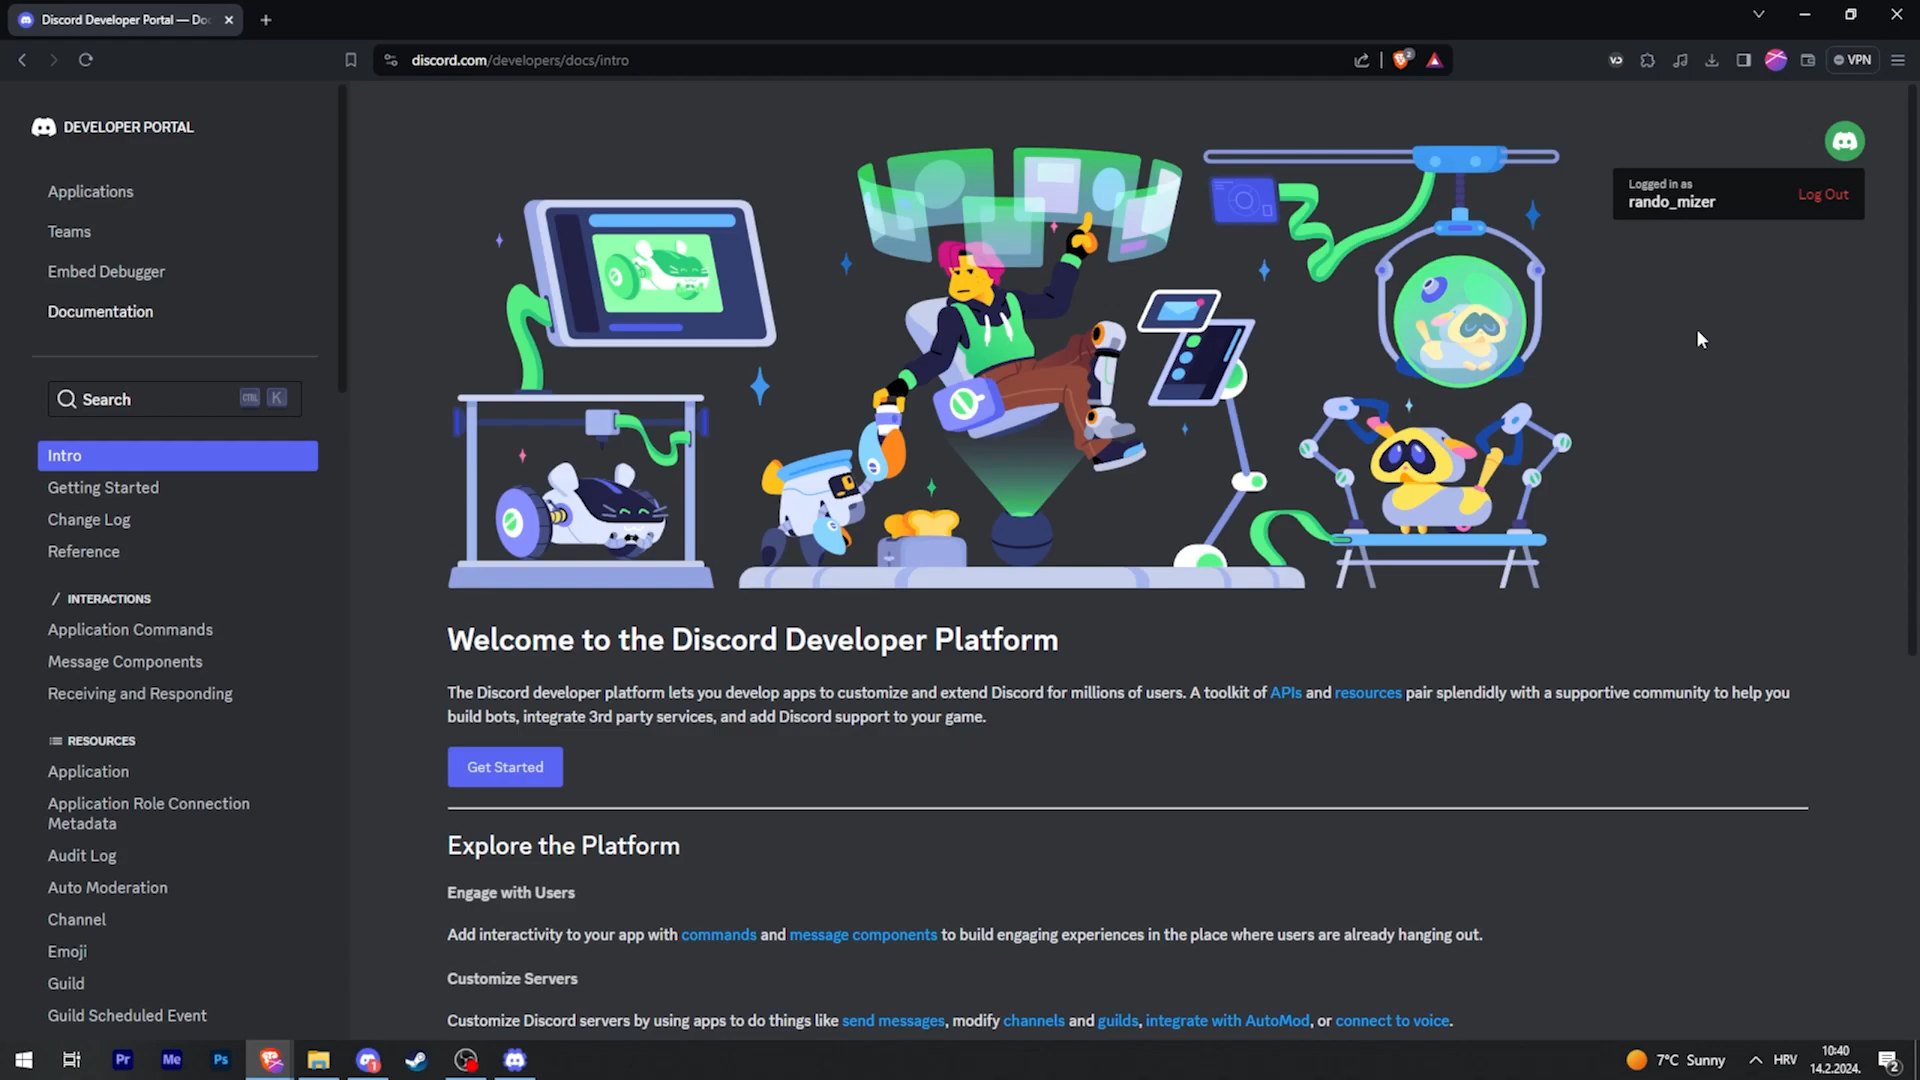 Discord Developer Portal — Doc
discord.com/developers/docs/intro
2
VPN
DEVELOPER PORTAL
Applications
Teams
Embed Debugger
Documentation
Search
CTRL K
Intro
Getting Started
Change Log
Reference
INTERACTIONS
Application Commands
Message Components
Receiving and Responding
RESOURCES
Application
Application Role Connection
Metadata
Audit Log
Auto Moderation
Channel
Emoji
Guild
Guild Scheduled Event
Logged in as
rando_mizer
Log Out
Welcome to the Discord Developer Platform
The Discord developer platform lets you develop apps to customize and extend Discord for millions of users. A toolkit of APIs and resources pair splendidly with a supportive community to help you
build bots, integrate 3rd party services, and add Discord support to your game.
Get Started
Explore the Platform
Engage with Users
Add interactivity to your app with commands and message components to build engaging experiences in the place where users are already hanging out.
Customize Servers
Customize Discord servers by using apps to do things like send messages, modify channels and guilds, integrate with AutoMod, or connect to voice.
Pr
Me
Ps
1
7°C Sunny
HRV
10:40
14.2.2024.
2